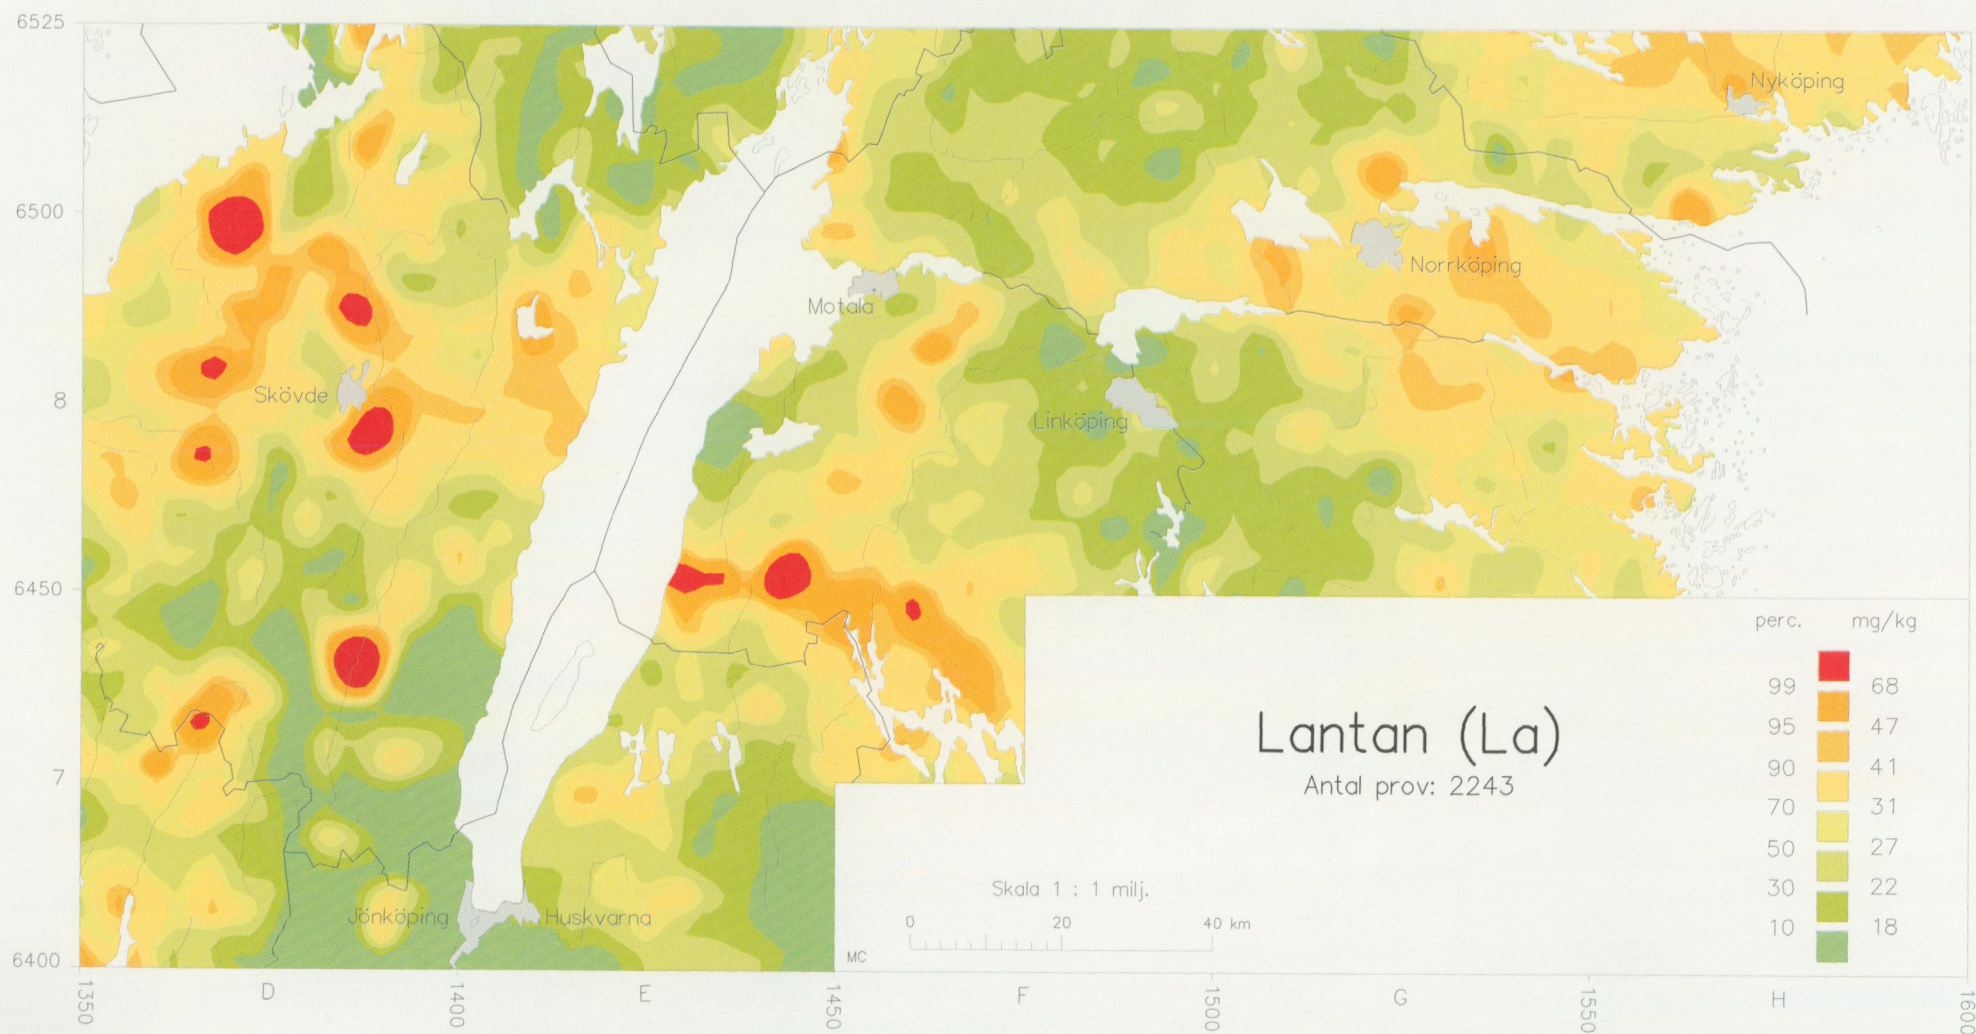 6525
6500
8
6450
7
6400
1350
D
1400
E
1450
F
1500
G
1550
H
1600
Nyköping
Norrköping
Motala
Skövde
Linköping
Jönköping
Huskvarna
Lantan (La)
Antal prov: 2243
Skala 1 : 1 milj.
0 20 40 km
MC
perc. mg/kg
99 68
95 47
90 41
70 31
50 27
30 22
10 18